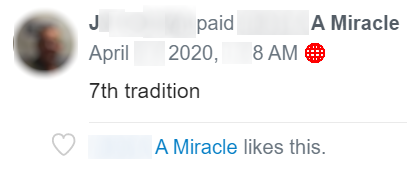 J paid A Miracle
April 2020, 8 AM
7th tradition
A Miracle likes this.